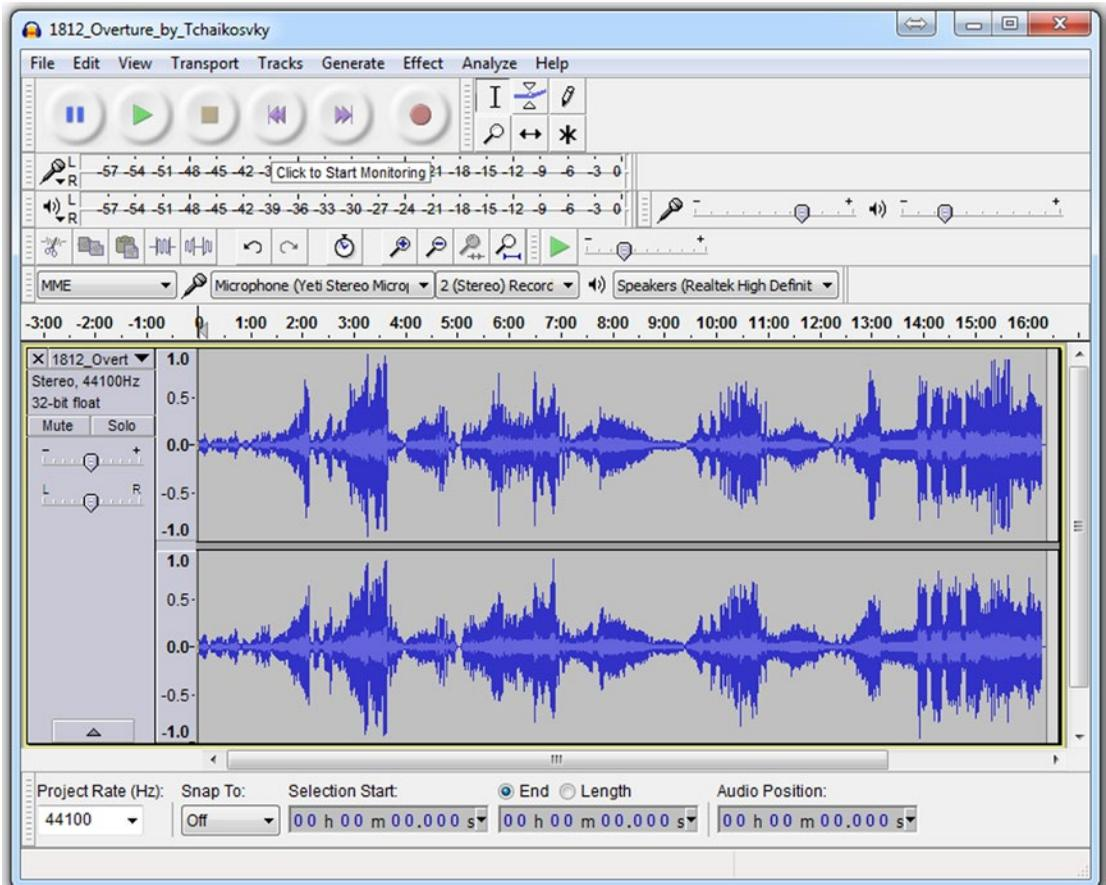 1812_Overture_by_Tchaikosvky
File Edit View Transport Tracks Generate Effect Analyze Help
L
R
-57 -54 -51 -48 -45 -42 -3 Click to Start Monitoring 21 -18 -15 -12 -9 -6 -3 0
L
R
-57 -54 -51 -48 -45 -42 -39 -36 -33 -30 -27 -24 -21 -18 -15 -12 -9 -6 -3 0 - + - +
- +
MME Microphone (Yeti Stereo Micro 2 (Stereo) Record Speakers (Realtek High Definit
-3:00 -2:00 -1:00 0 1:00 2:00 3:00 4:00 5:00 6:00 7:00 8:00 9:00 10:00 11:00 12:00 13:00 14:00 15:00 16:00
X 1812_Overt 1.0
Stereo, 44100Hz
32-bit float 0.5
Mute Solo
- + 0.0
L R -0.5
-1.0
1.0
0.5
0.0
-0.5
-1.0
Project Rate (Hz): Snap To: Selection Start: End Length Audio Position:
44100 Off 00 h 00 m 00.000 s 00 h 00 m 00.000 s 00 h 00 m 00.000 s